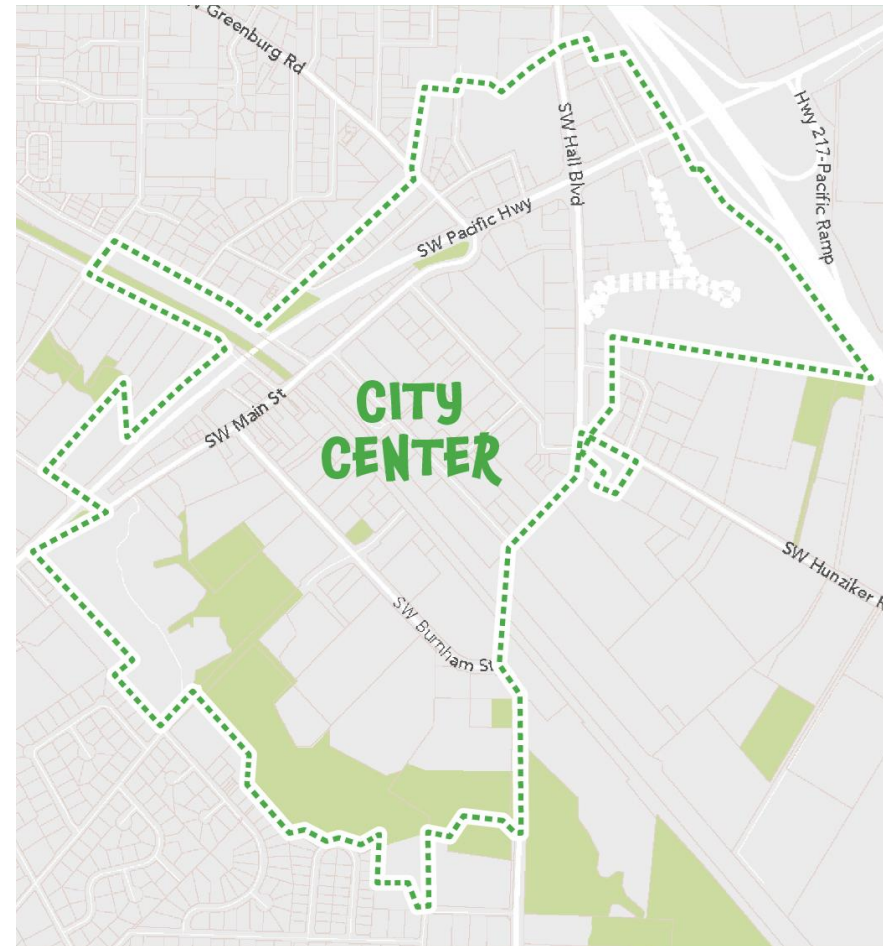 Greenburg Rd
SW Hall Blvd
Hwy 217-Pacific Ramp
SW Pacific Hwy
SW Main St
CITY
CENTER
SW Hunziker
SW Burnham St